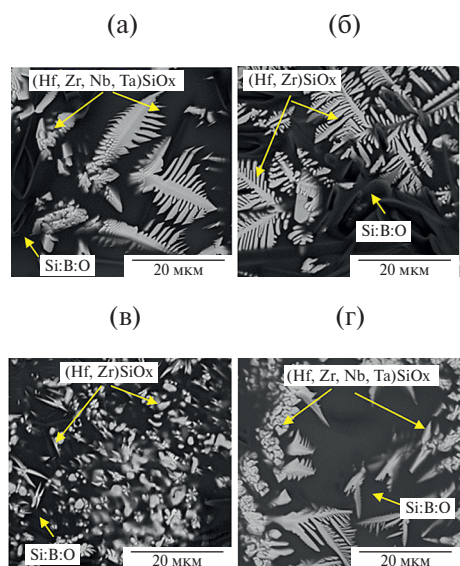 (а)
(б)
(Hf, Zr, Nb, Ta)SiOx
(Hf, Zr)SiOx
Si:B:O
Si:B:O
20 мкм
20 мкм
(в)
(г)
(Hf, Zr)SiOx
(Hf, Zr, Nb, Ta)SiOx
Si:B:O
Si:B:O
20 мкм
20 мкм